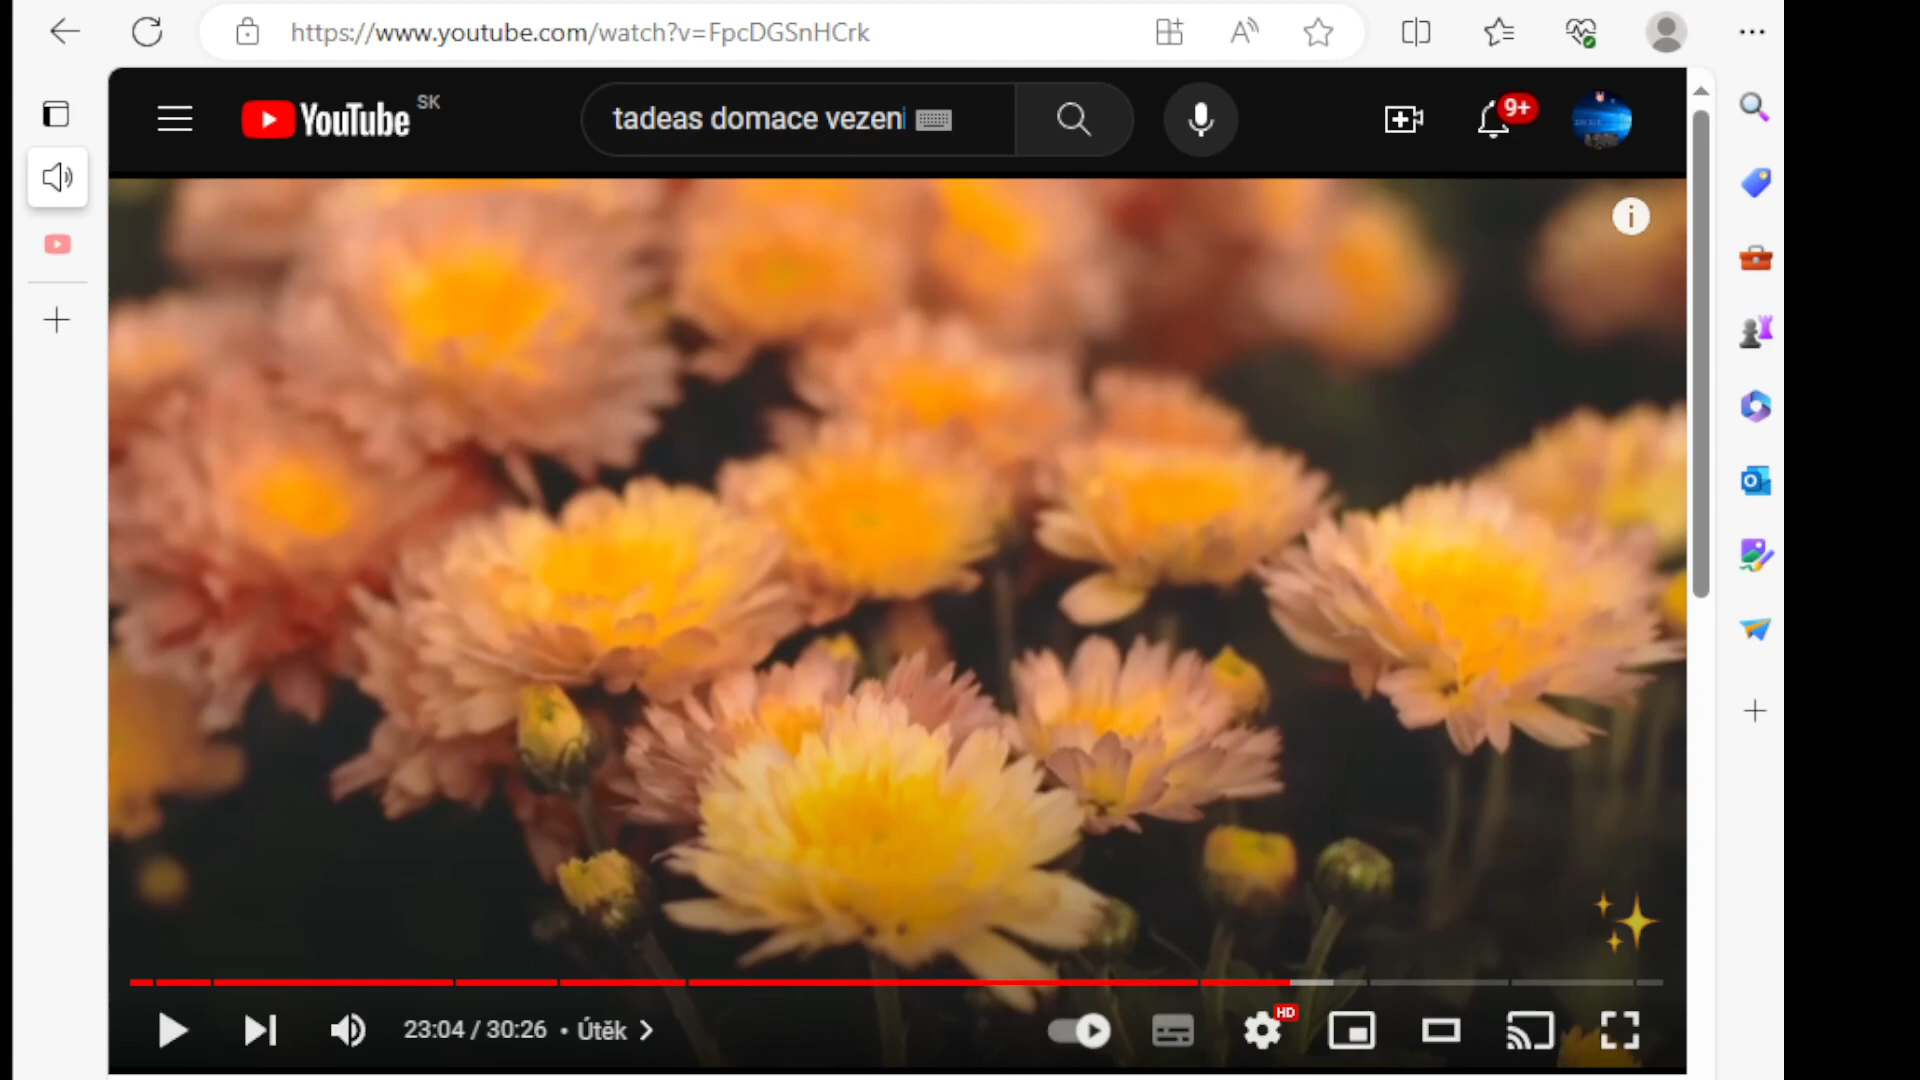 https://www.youtube.com/watch?v=FpcDGSnHCrk
YouTube SK
tadeas domace vezeni
9+
23:04 / 30:26 • Útěk
HD